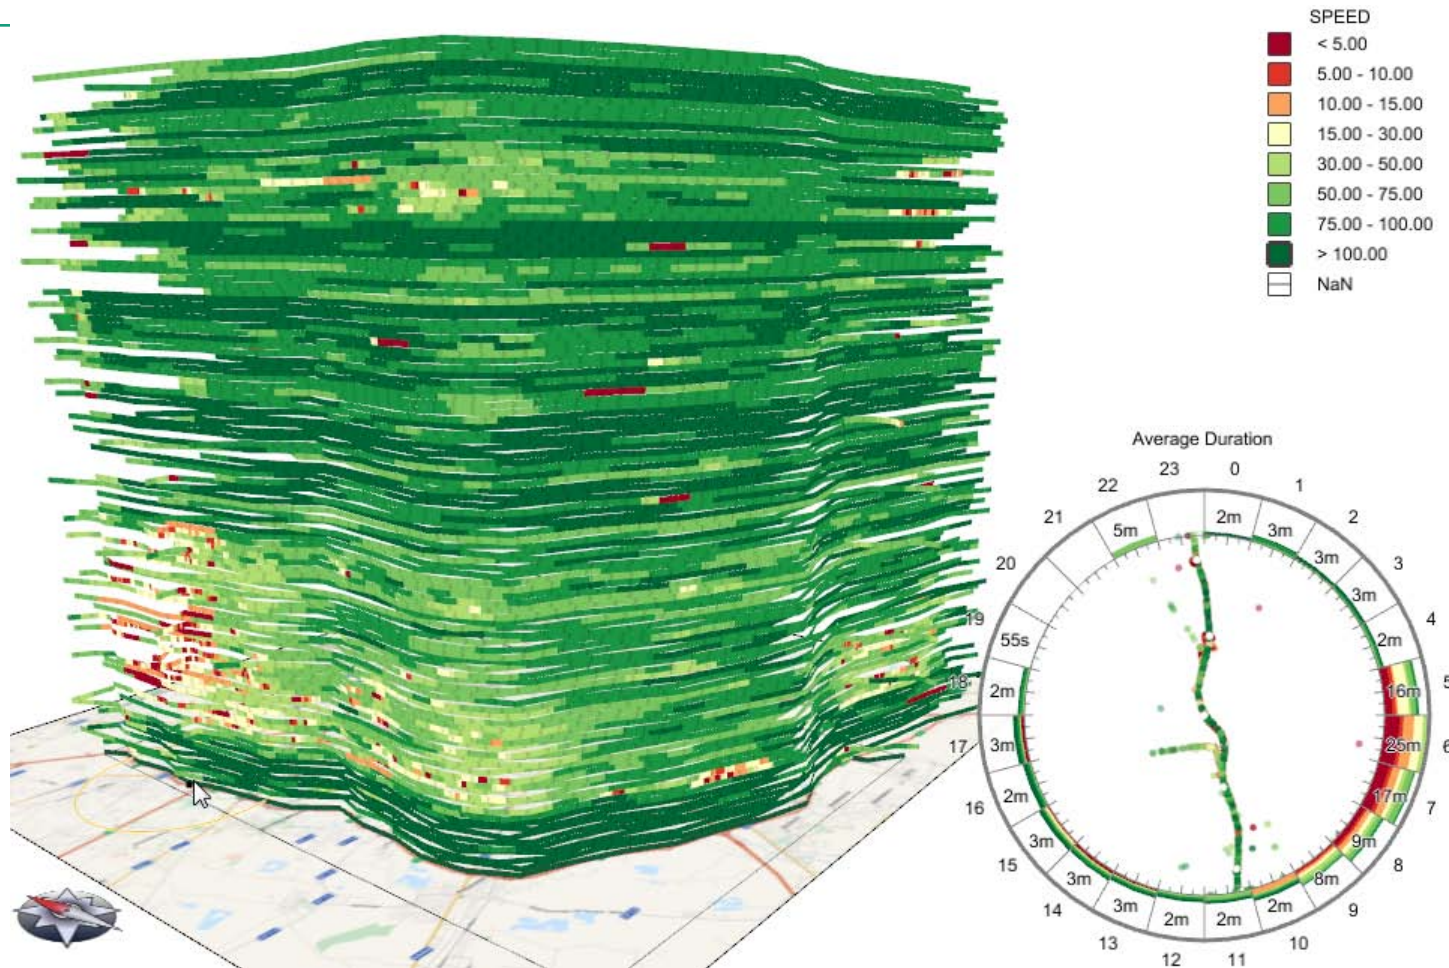 SPEED
< 5.00
5.00 - 10.00
10.00 - 15.00
15.00 - 30.00
30.00 - 50.00
50.00 - 75.00
75.00 - 100.00
> 100.00
NaN
Average Duration
0
1
2
3
4
5
6
7
8
9
10
11
12
13
14
15
16
17
18
19
20
21
22
23
2m
3m
3m
3m
2m
16m
25m
17m
9m
8m
2m
2m
2m
3m
3m
3m
2m
3m
2m
55s
5m